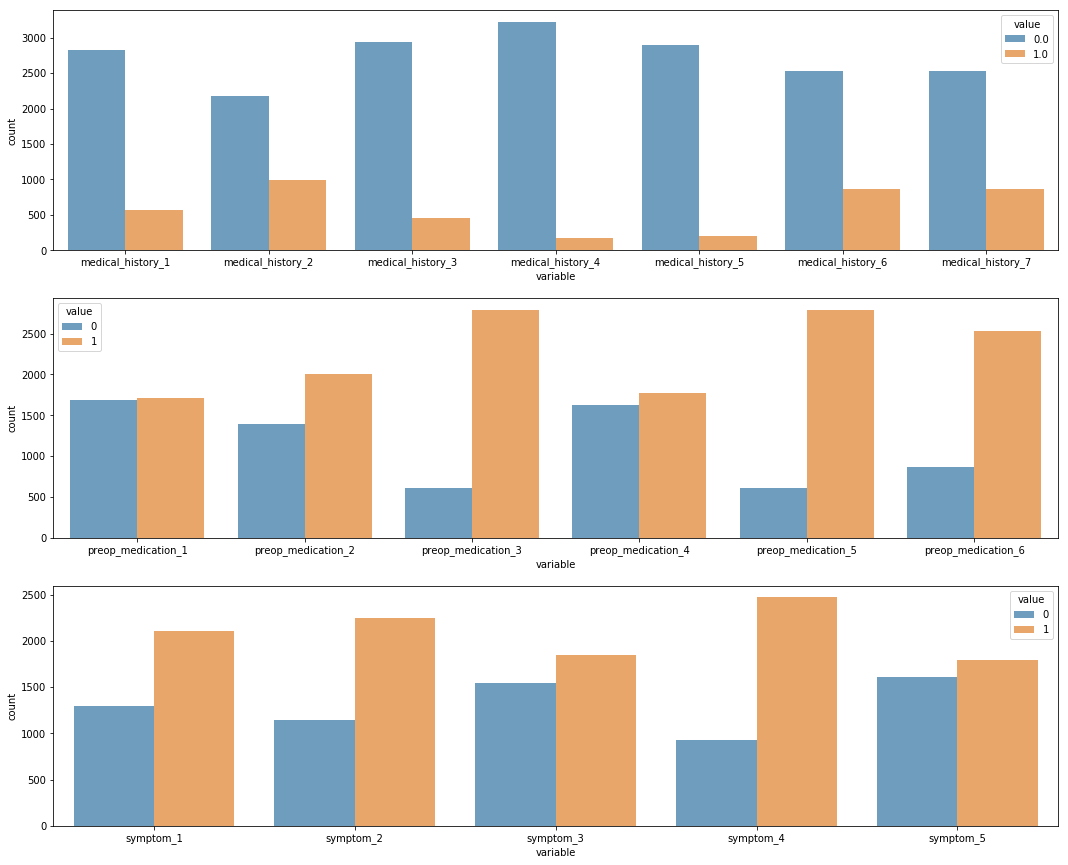 value
0.0
1.0
3000
2500
2000
1500
1000
500
0
count
medical_history_1 medical_history_2 medical_history_3 medical_history_4 medical_history_5 medical_history_6 medical_history_7
variable
value
0
1
2500
2000
1500
1000
500
0
count
preop_medication_1 preop_medication_2 preop_medication_3 preop_medication_4 preop_medication_5 preop_medication_6
variable
value
0
1
2500
2000
1500
1000
500
0
count
symptom_1 symptom_2 symptom_3 symptom_4 symptom_5
variable